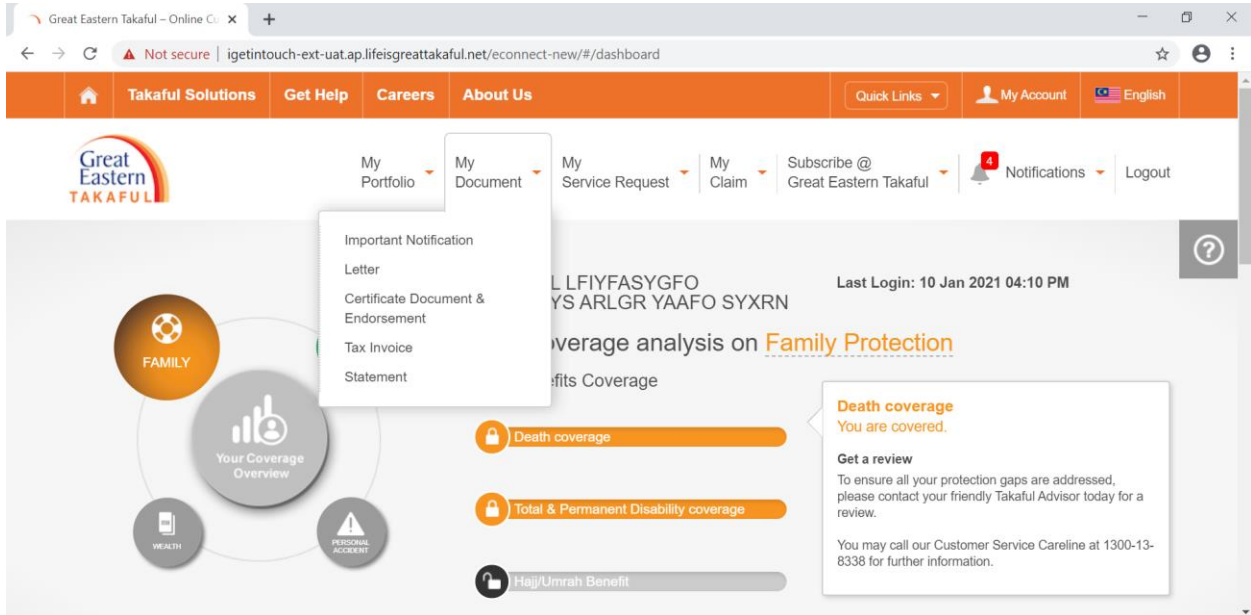 Great Eastern Takaful – Online Cu
Not secure | igetintouch-ext-uat.ap.lifeisgreattakaful.net/econnect-new/#/dashboard
Takaful Solutions Get Help Careers About Us Quick Links My Account English
Great
Eastern
TAKAFUL
My
Portfolio
My
Document
My
Service Request
My
Claim
Subscribe @
Great Eastern Takaful
4
Notifications
Logout
Important Notification
Letter
Certificate Document &
Endorsement
Tax Invoice
Statement
L LFIYFASYGFO
YS ARLGR YAAFO SYXRN
Last Login: 10 Jan 2021 04:10 PM
verage analysis on Family Protection
efits Coverage
FAMILY
Your Coverage
Overview
WEALTH
PERSONAL
ACCIDENT
Death coverage
Total & Permanent Disability coverage
Hajj/Umrah Benefit
Death coverage
You are covered.
Get a review
To ensure all your protection gaps are addressed,
please contact your friendly Takaful Advisor today for a
review.
You may call our Customer Service Careline at 1300-13-
8338 for further information.